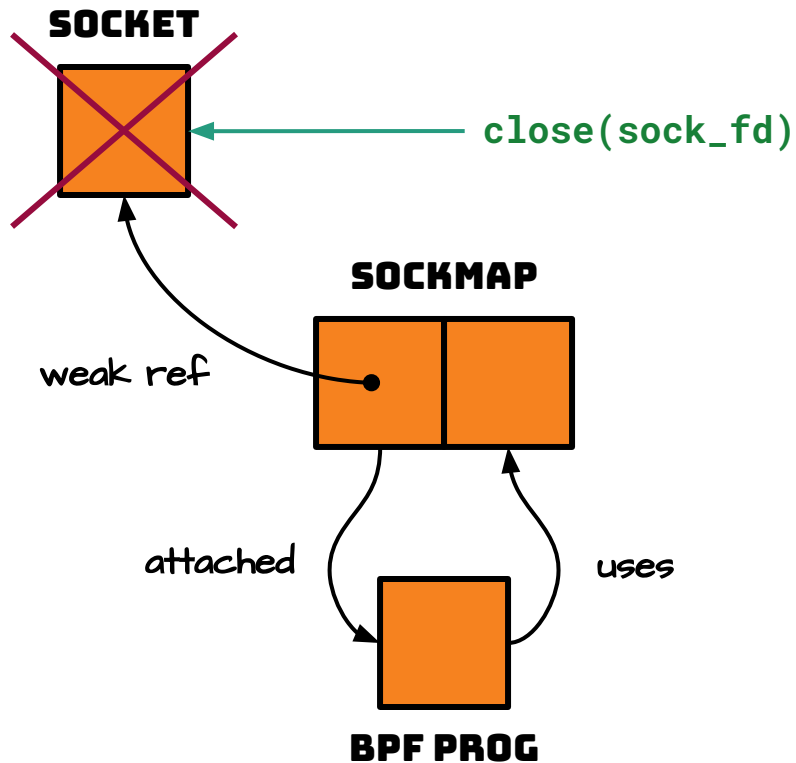 SOCKET
close(sock_fd)
SOCKMAP
weak ref
attached
uses
BPF PROG